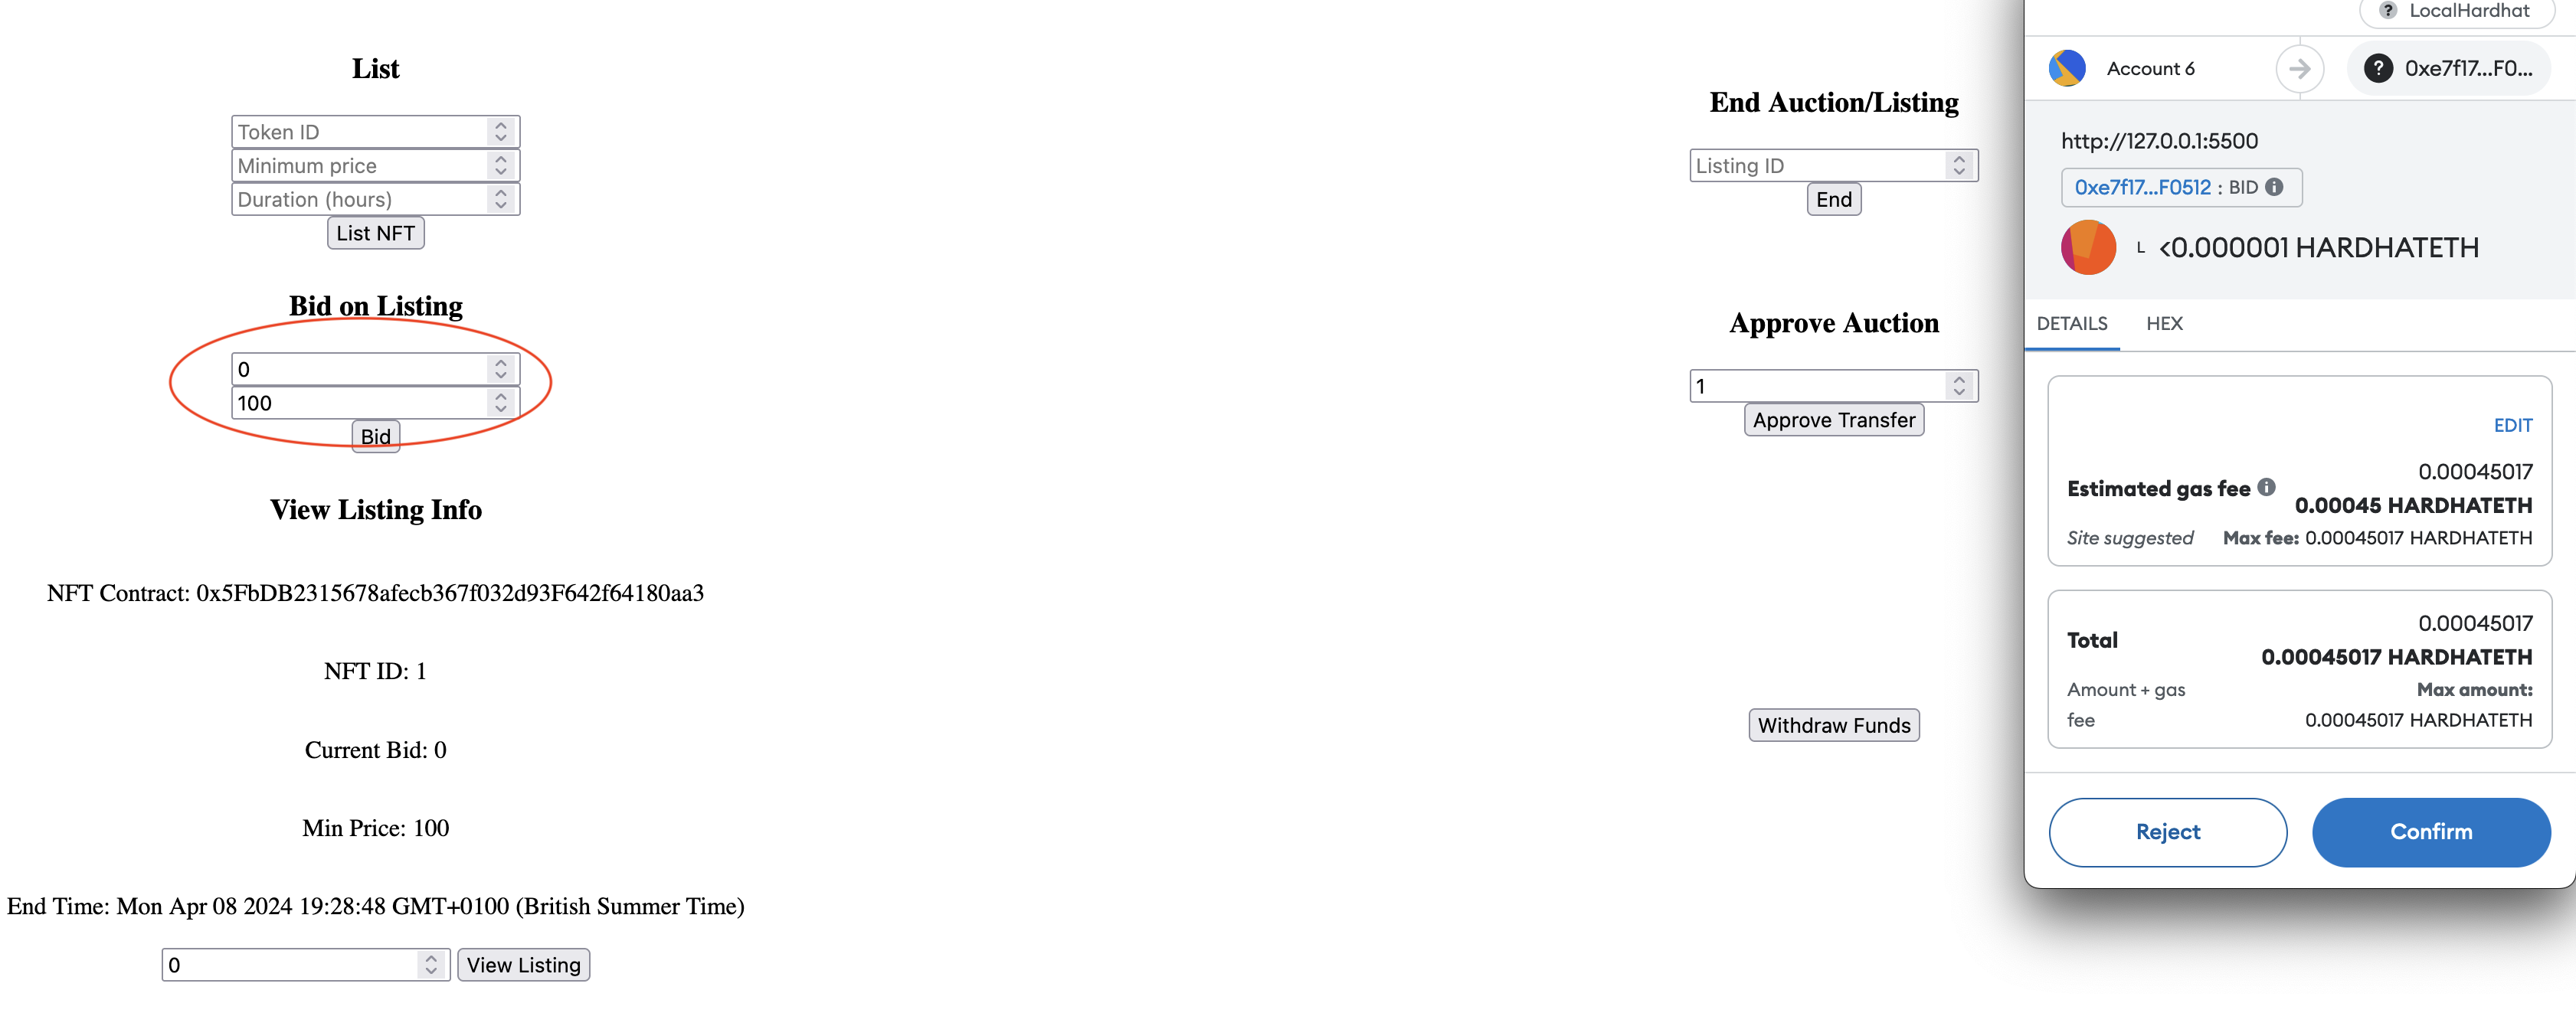 List
Token ID
Minimum price
Duration (hours)
List NFT
Bid on Listing
0
100
Bid
View Listing Info
NFT Contract: 0x5FbDB2315678afecb367f032d93F642f64180aa3
NFT ID: 1
Current Bid: 0
Min Price: 100
End Time: Mon Apr 08 2024 19:28:48 GMT+0100 (British Summer Time)
0
View Listing
End Auction/Listing
Listing ID
End
Approve Auction
1
Approve Transfer
Withdraw Funds
? LocalHardhat
Account 6
? 0xe7f17...F0...
http://127.0.0.1:5500
0xe7f17...F0512 : BID
L <0.000001 HARDHATETH
DETAILS HEX
EDIT
0.00045017
Estimated gas fee
0.00045 HARDHATETH
Site suggested Max fee: 0.00045017 HARDHATETH
0.00045017
Total
0.00045017 HARDHATETH
Amount + gas fee
Max amount:
0.00045017 HARDHATETH
Reject
Confirm